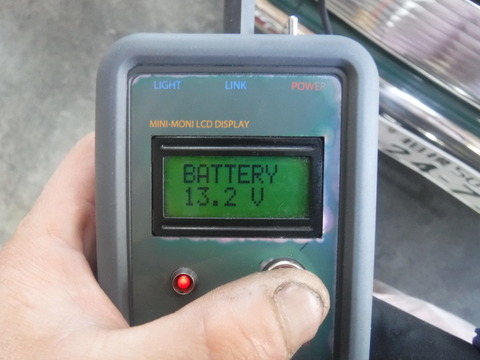 LIGHT LINK POWER
MINI-MONI LCD DISPLAY
BATTERY
13.2 V